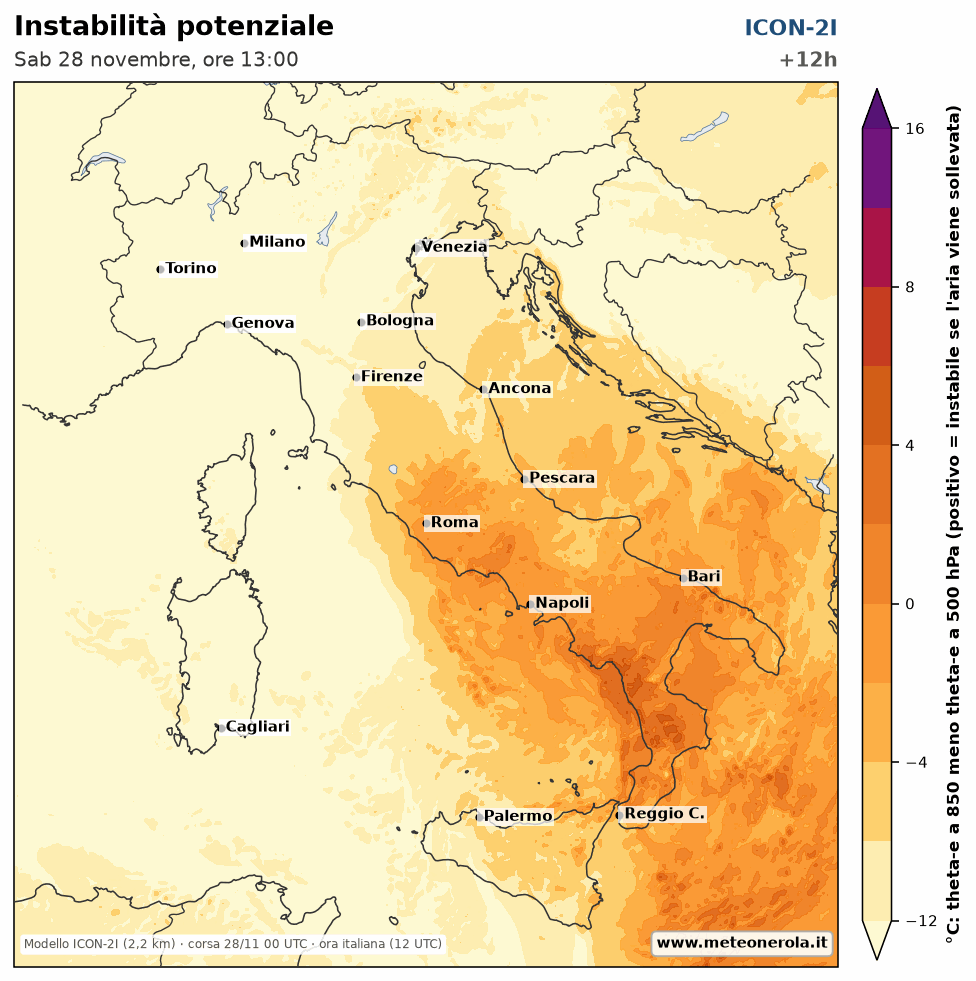 Instabilità potenziale
ICON-2I
Sab 28 novembre, ore 13:00
+12h
Milano
Venezia
Torino
Genova
Bologna
Firenze
Ancona
Pescara
Roma
Bari
Napoli
Cagliari
Palermo
Reggio C.
16
8
4
0
−4
−12
°C: theta-e a 850 meno theta-e a 500 hPa (positivo = instabile se l'aria viene sollevata)
Modello ICON-2I (2,2 km) · corsa 28/11 00 UTC · ora italiana (12 UTC)
www.meteonerola.it